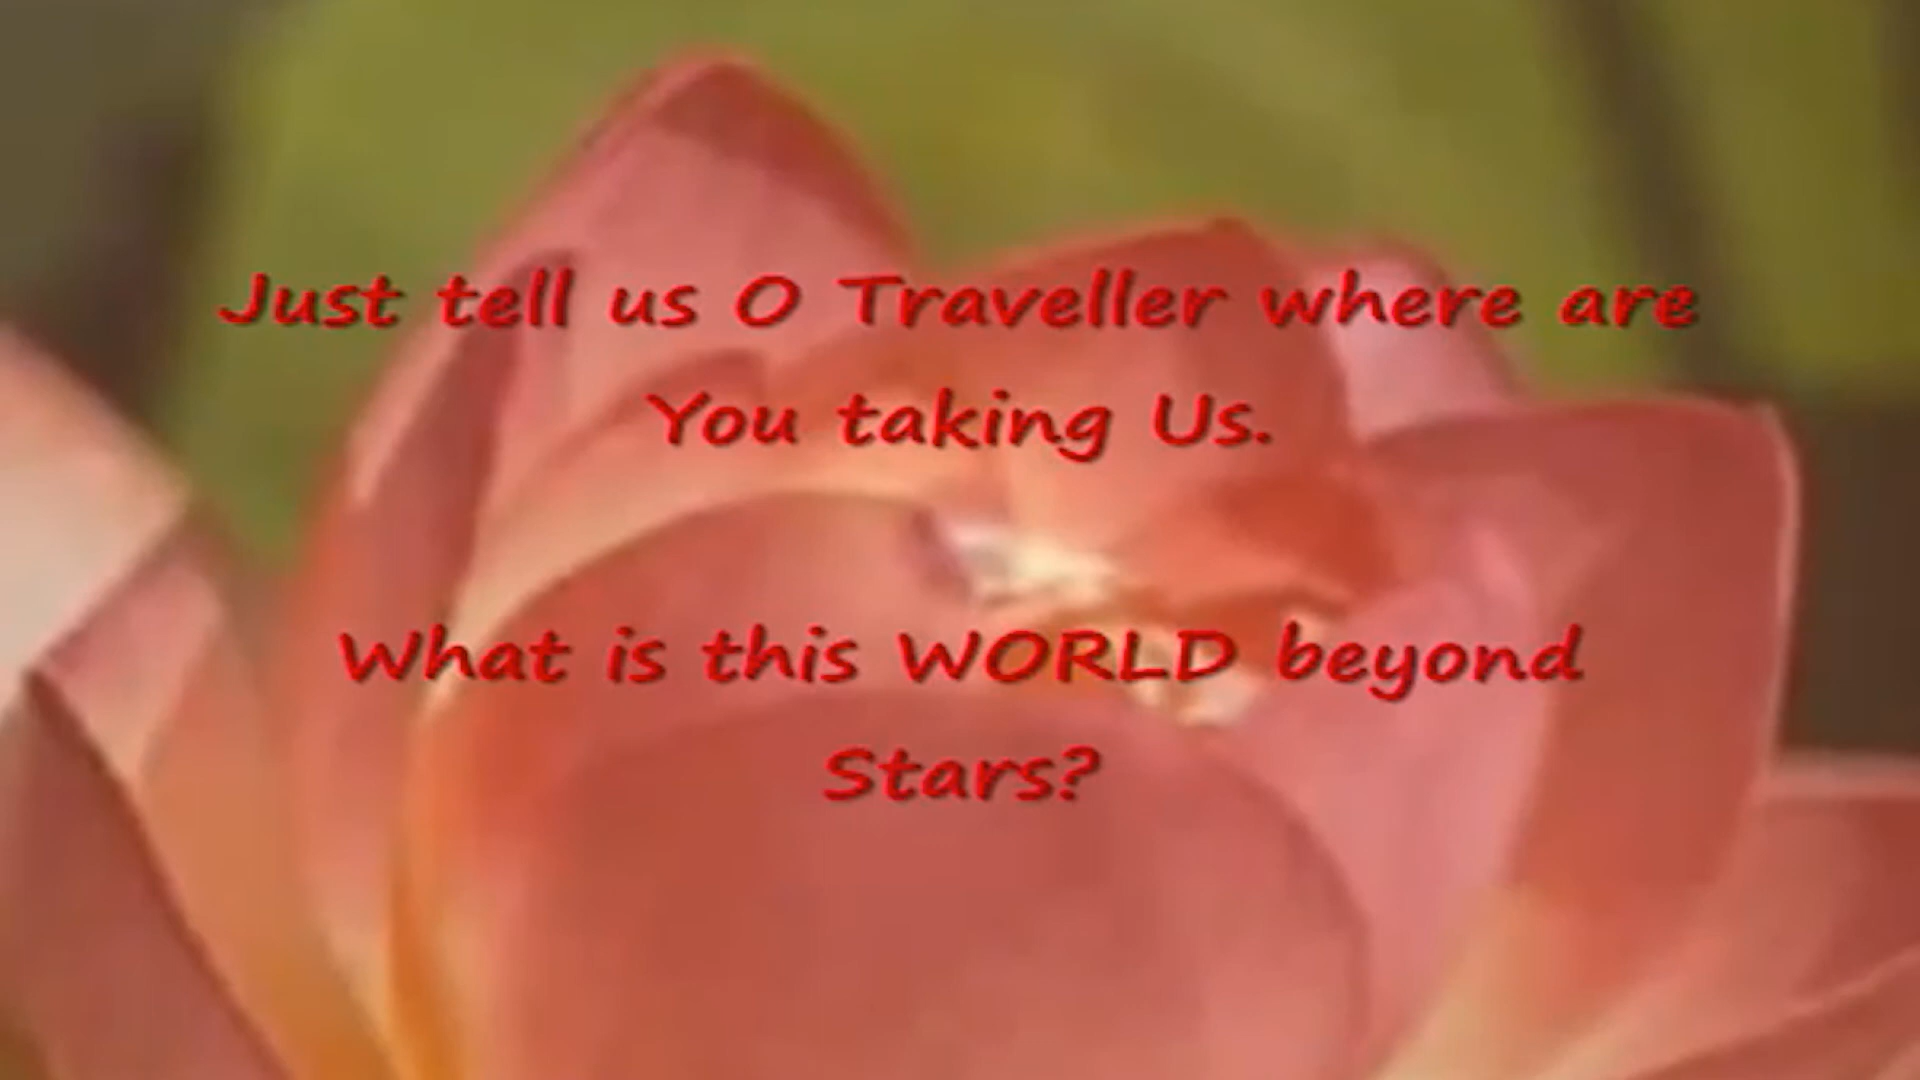 Just tell us O Traveller where are
You taking Us.
What is this WORLD beyond
Stars?